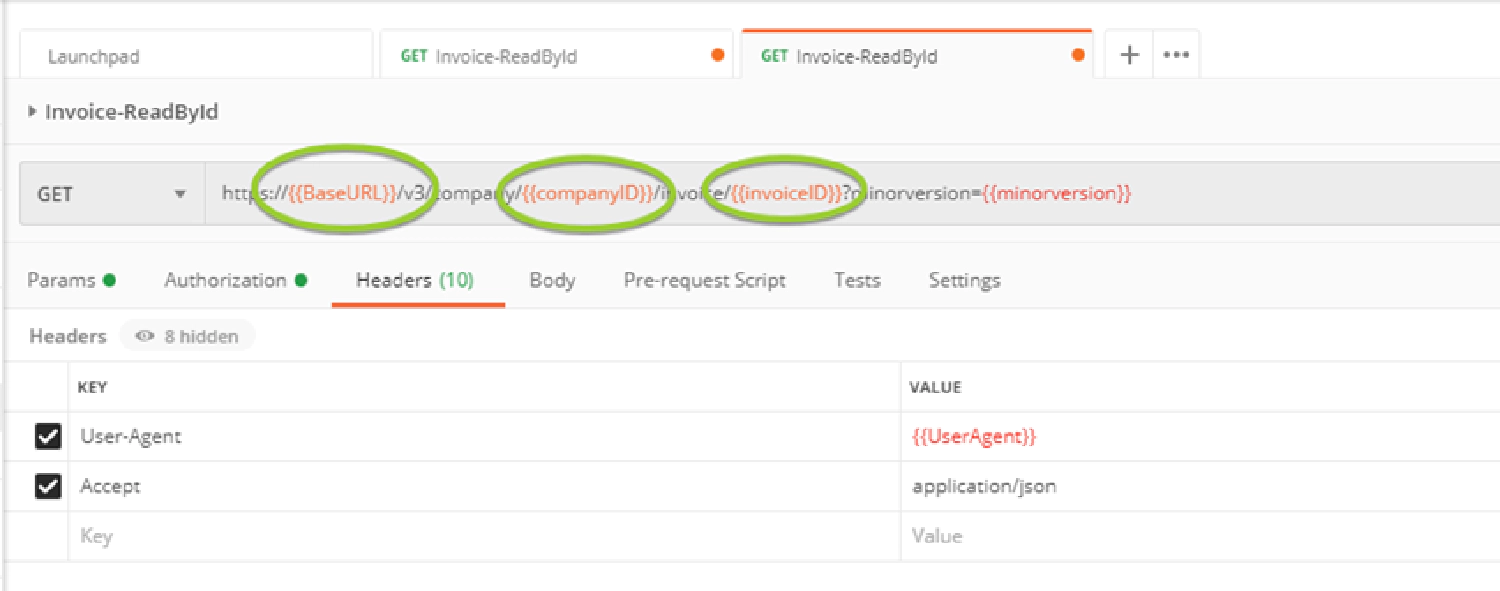 Launchpad
GET Invoice-ReadById
GET Invoice-ReadById
Invoice-ReadById
GET
https://{{BaseURL}}/v3/company/{{companyID}}/invoice/{{invoiceID}}?minorversion={{minorversion}}
Params
Authorization
Headers (10)
Body
Pre-request Script
Tests
Settings
Headers
8 hidden
KEY
VALUE
User-Agent
{{UserAgent}}
Accept
application/json
Key
Value